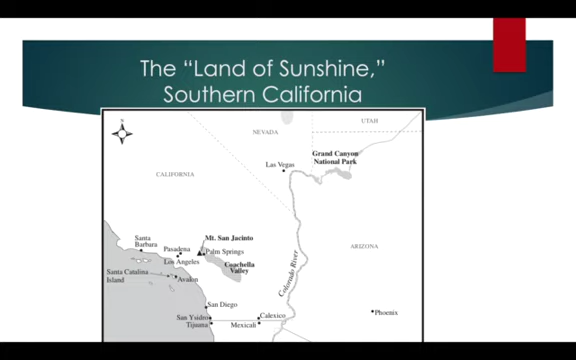 The “Land of Sunshine,”
Southern California
N
UTAH
NEVADA
Grand Canyon
National Park
Las Vegas
CALIFORNIA
Santa
Barbara
Mt. San Jacinto
Pasadena
Palm Springs
ARIZONA
Los Angeles
Coachella
Valley
Santa Catalina
Island
Avalon
Colorado River
San Diego
San Ysidro
Calexico
Phoenix
Tijuana
Mexicali